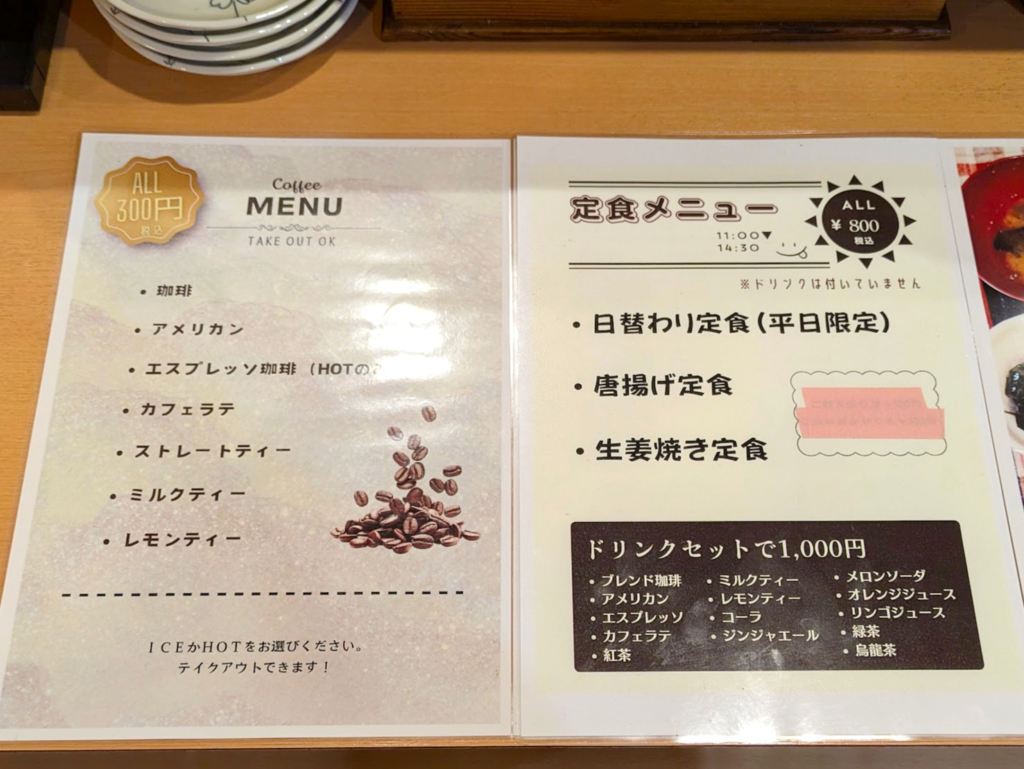 ALL
300円
税込
Coffee
MENU
TAKE OUT OK
• 珈琲
• アメリカン
• エスプレッソ珈琲 (HOTの
• カフェラテ
• ストレートティー
• ミルクティー
• レモンティー
ICEかHOTをお選びください。
テイクアウトできます！
定食メニュー
11:00▼
14:30
ALL
¥ 800
税込
※ドリンクは付いていません
• 日替わり定食(平日限定)
• 唐揚げ定食
• 生姜焼き定食
ドリンクセットで1,000円
• ブレンド珈琲
• アメリカン
• エスプレッソ
• カフェラテ
• 紅茶
• ミルクティー
• レモンティー
• コーラ
• ジンジャエール
• メロンソーダ
• オレンジジュース
• リンゴジュース
• 緑茶
• 烏龍茶